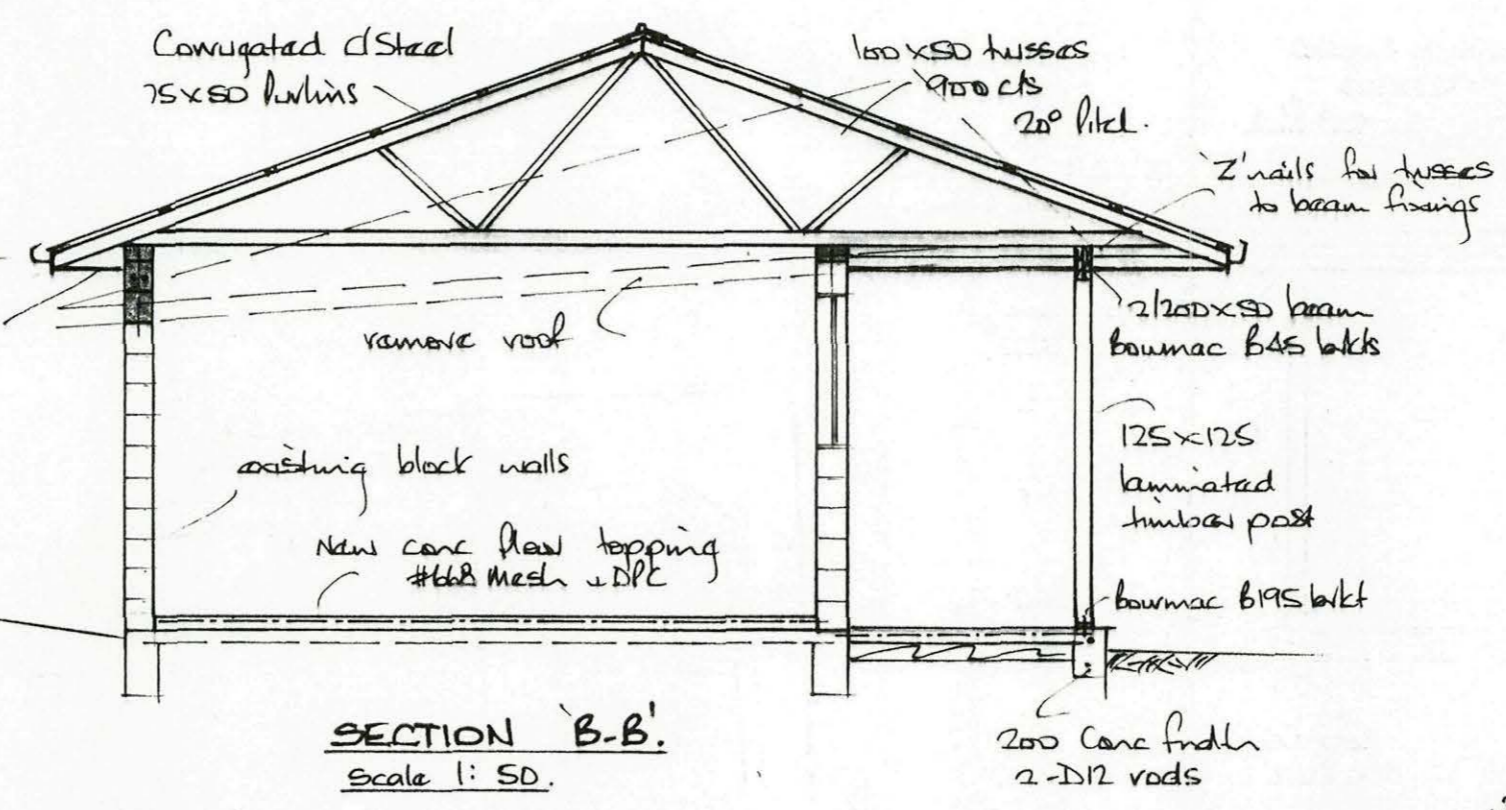 Corrugated c/Steel
75x50 Purlins
100x50 trusses
900 cts
20° Pitch.
'Z' nails for trusses
to beam fixings
2/200x50 beam
Bowmac B45 brkts
remove roof
125x125
laminated
timber post
existing block walls
New conc floor topping
#668 Mesh + DPC
Bowmac B195 brkt
SECTION 'B-B'.
Scale 1:50.
200 Conc fndtn
2-D12 rods